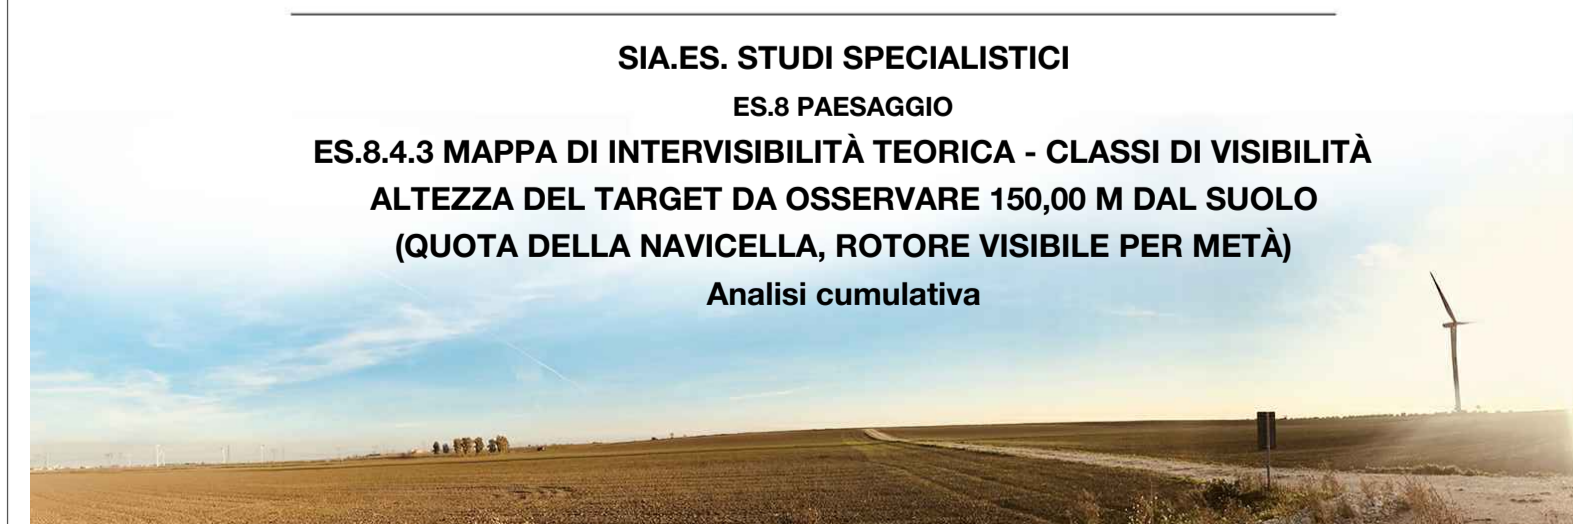 SIA.ES. STUDI SPECIALISTICI
ES.8 PAESAGGIO
ES.8.4.3 MAPPA DI INTERVISIBILITÀ TEORICA - CLASSI DI VISIBILITÀ
ALTEZZA DEL TARGET DA OSSERVARE 150,00 M DAL SUOLO
(QUOTA DELLA NAVICELLA, ROTORE VISIBILE PER METÀ)
Analisi cumulativa